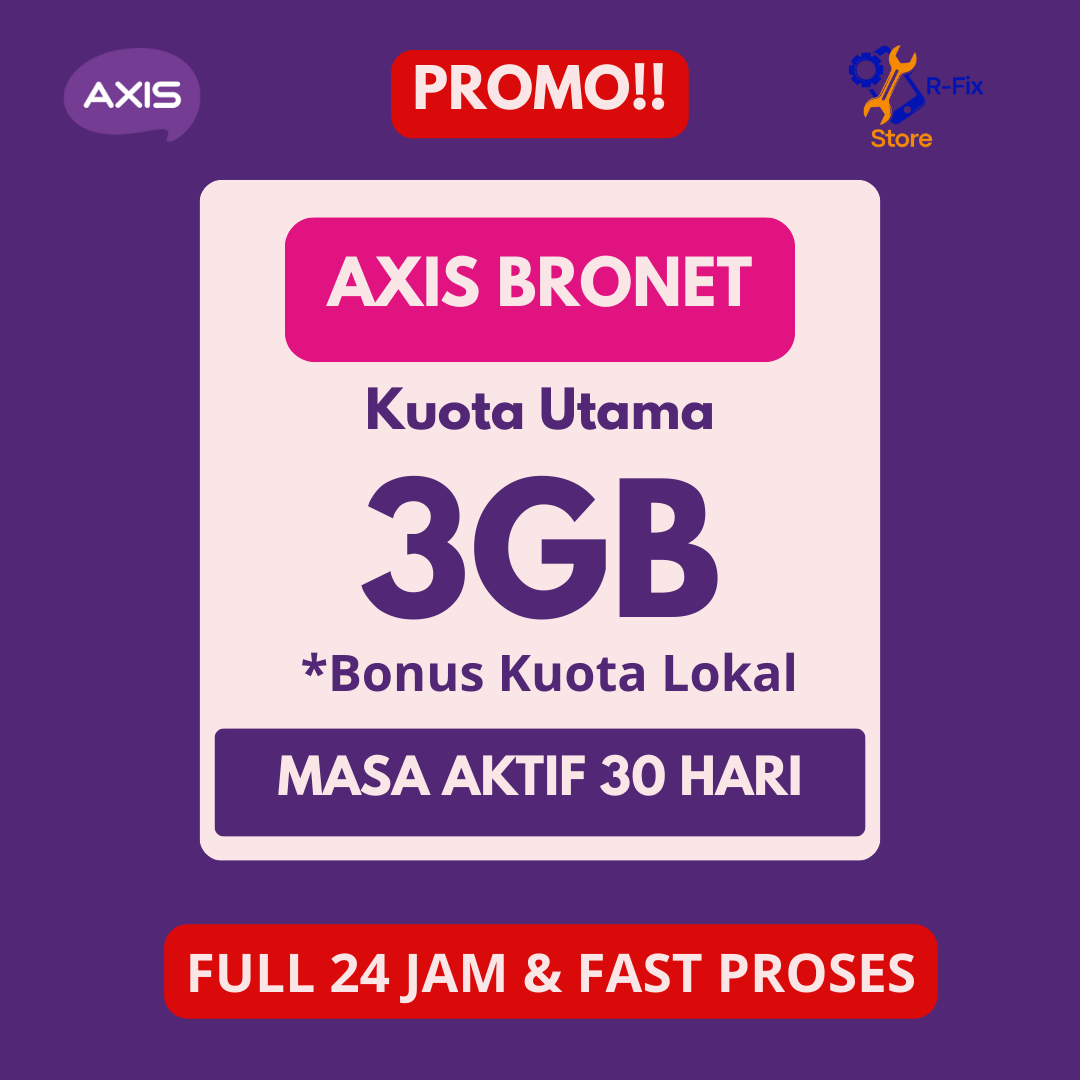 AXIS
PROMO!!
R-Fix
Store
AXIS BRONET
Kuota Utama
3GB
*Bonus Kuota Lokal
MASA AKTIF 30 HARI
FULL 24 JAM & FAST PROSES